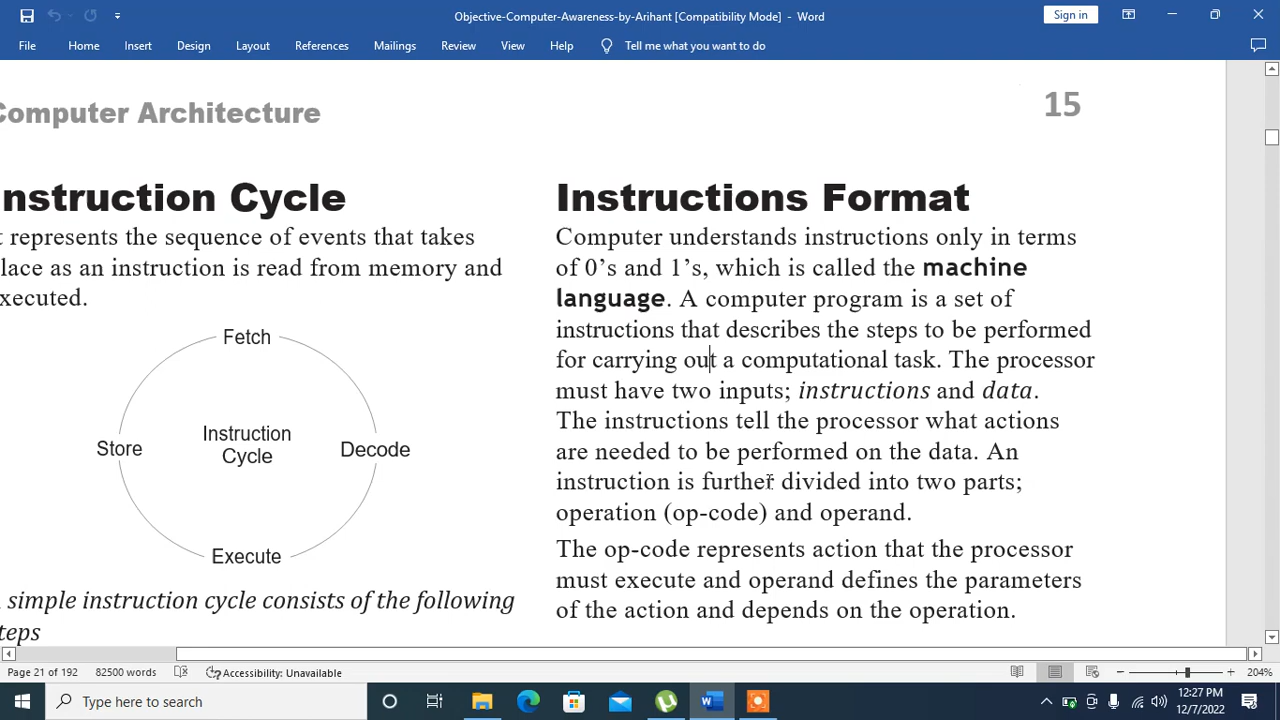 Objective-Computer-Awareness-by-Arihant [Compatibility Mode] - Word
Sign in
File Home Insert Design Layout References Mailings Review View Help Tell me what you want to do
Computer Architecture
15
nstruction Cycle
t represents the sequence of events that takes
lace as an instruction is read from memory and
xecuted.
Fetch
Store
Instruction
Cycle
Decode
Execute
simple instruction cycle consists of the following
teps
Instructions Format
Computer understands instructions only in terms
of 0’s and 1’s, which is called the machine
language. A computer program is a set of
instructions that describes the steps to be performed
for carrying out a computational task. The processor
must have two inputs; instructions and data.
The instructions tell the processor what actions
are needed to be performed on the data. An
instruction is further divided into two parts;
operation (op-code) and operand.
The op-code represents action that the processor
must execute and operand defines the parameters
of the action and depends on the operation.
Page 21 of 192 82500 words Accessibility: Unavailable 204%
Type here to search
12:27 PM
12/7/2022